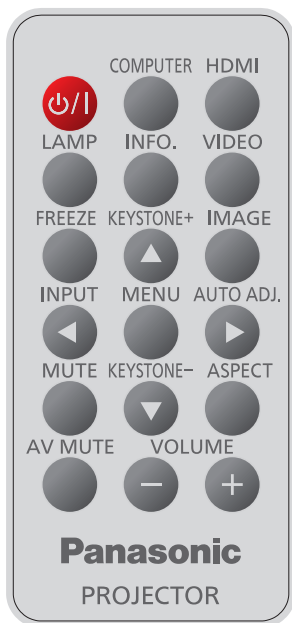 COMPUTER HDMI
⏻/|
LAMP INFO. VIDEO
FREEZE KEYSTONE+ IMAGE
INPUT MENU AUTO ADJ.
MUTE KEYSTONE− ASPECT
AV MUTE VOLUME
− +
Panasonic
PROJECTOR